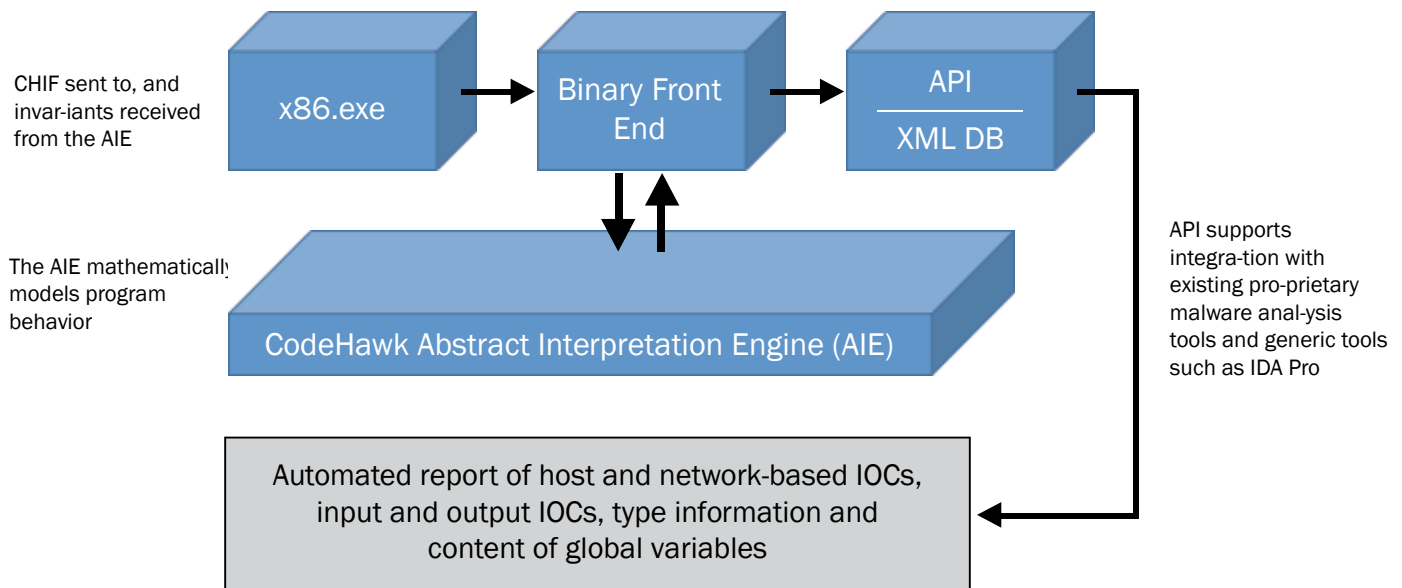 CHIF sent to, and
invar-iants received
from the AIE
x86.exe
Binary Front
End
API
XML DB
The AIE mathematically
models program
behavior
CodeHawk Abstract Interpretation Engine (AIE)
API supports
integra-tion with
existing pro-prietary
malware anal-ysis
tools and generic tools
such as IDA Pro
Automated report of host and network-based IOCs,
input and output IOCs, type information and
content of global variables